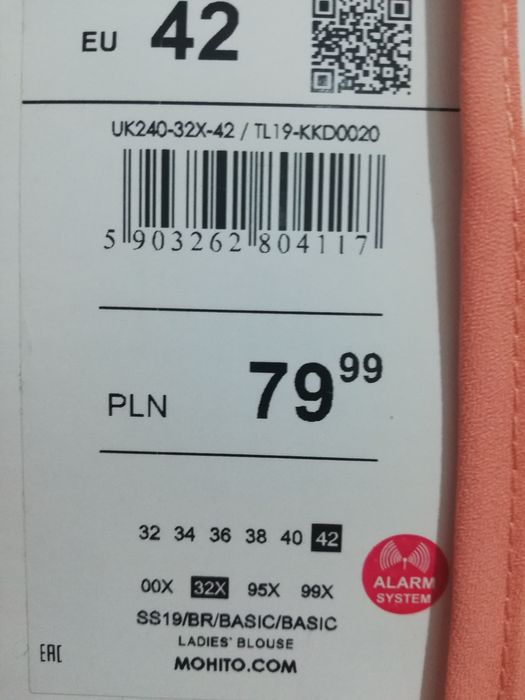 EU 42
UK240-32X-42 / TL19-KKD0020
5 903262 804117
PLN 79 99
32 34 36 38 40 42
00X 32X 95X 99X
ALARM
SYSTEM
SS19/BR/BASIC/BASIC
LADIES' BLOUSE
EAC
MOHITO.COM